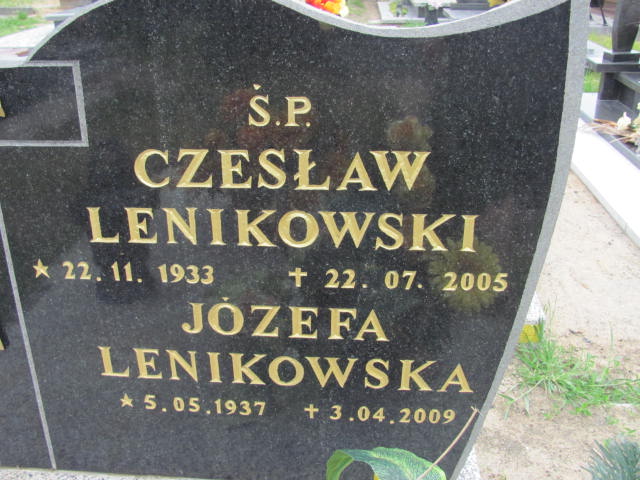 Ś.P.
CZESŁAW
LENIKOWSKI
★ 22.11.1933 ✝ 22.07.2005
JÓZEFA
LENIKOWSKA
★ 5.05.1937 ✝ 3.04.2009